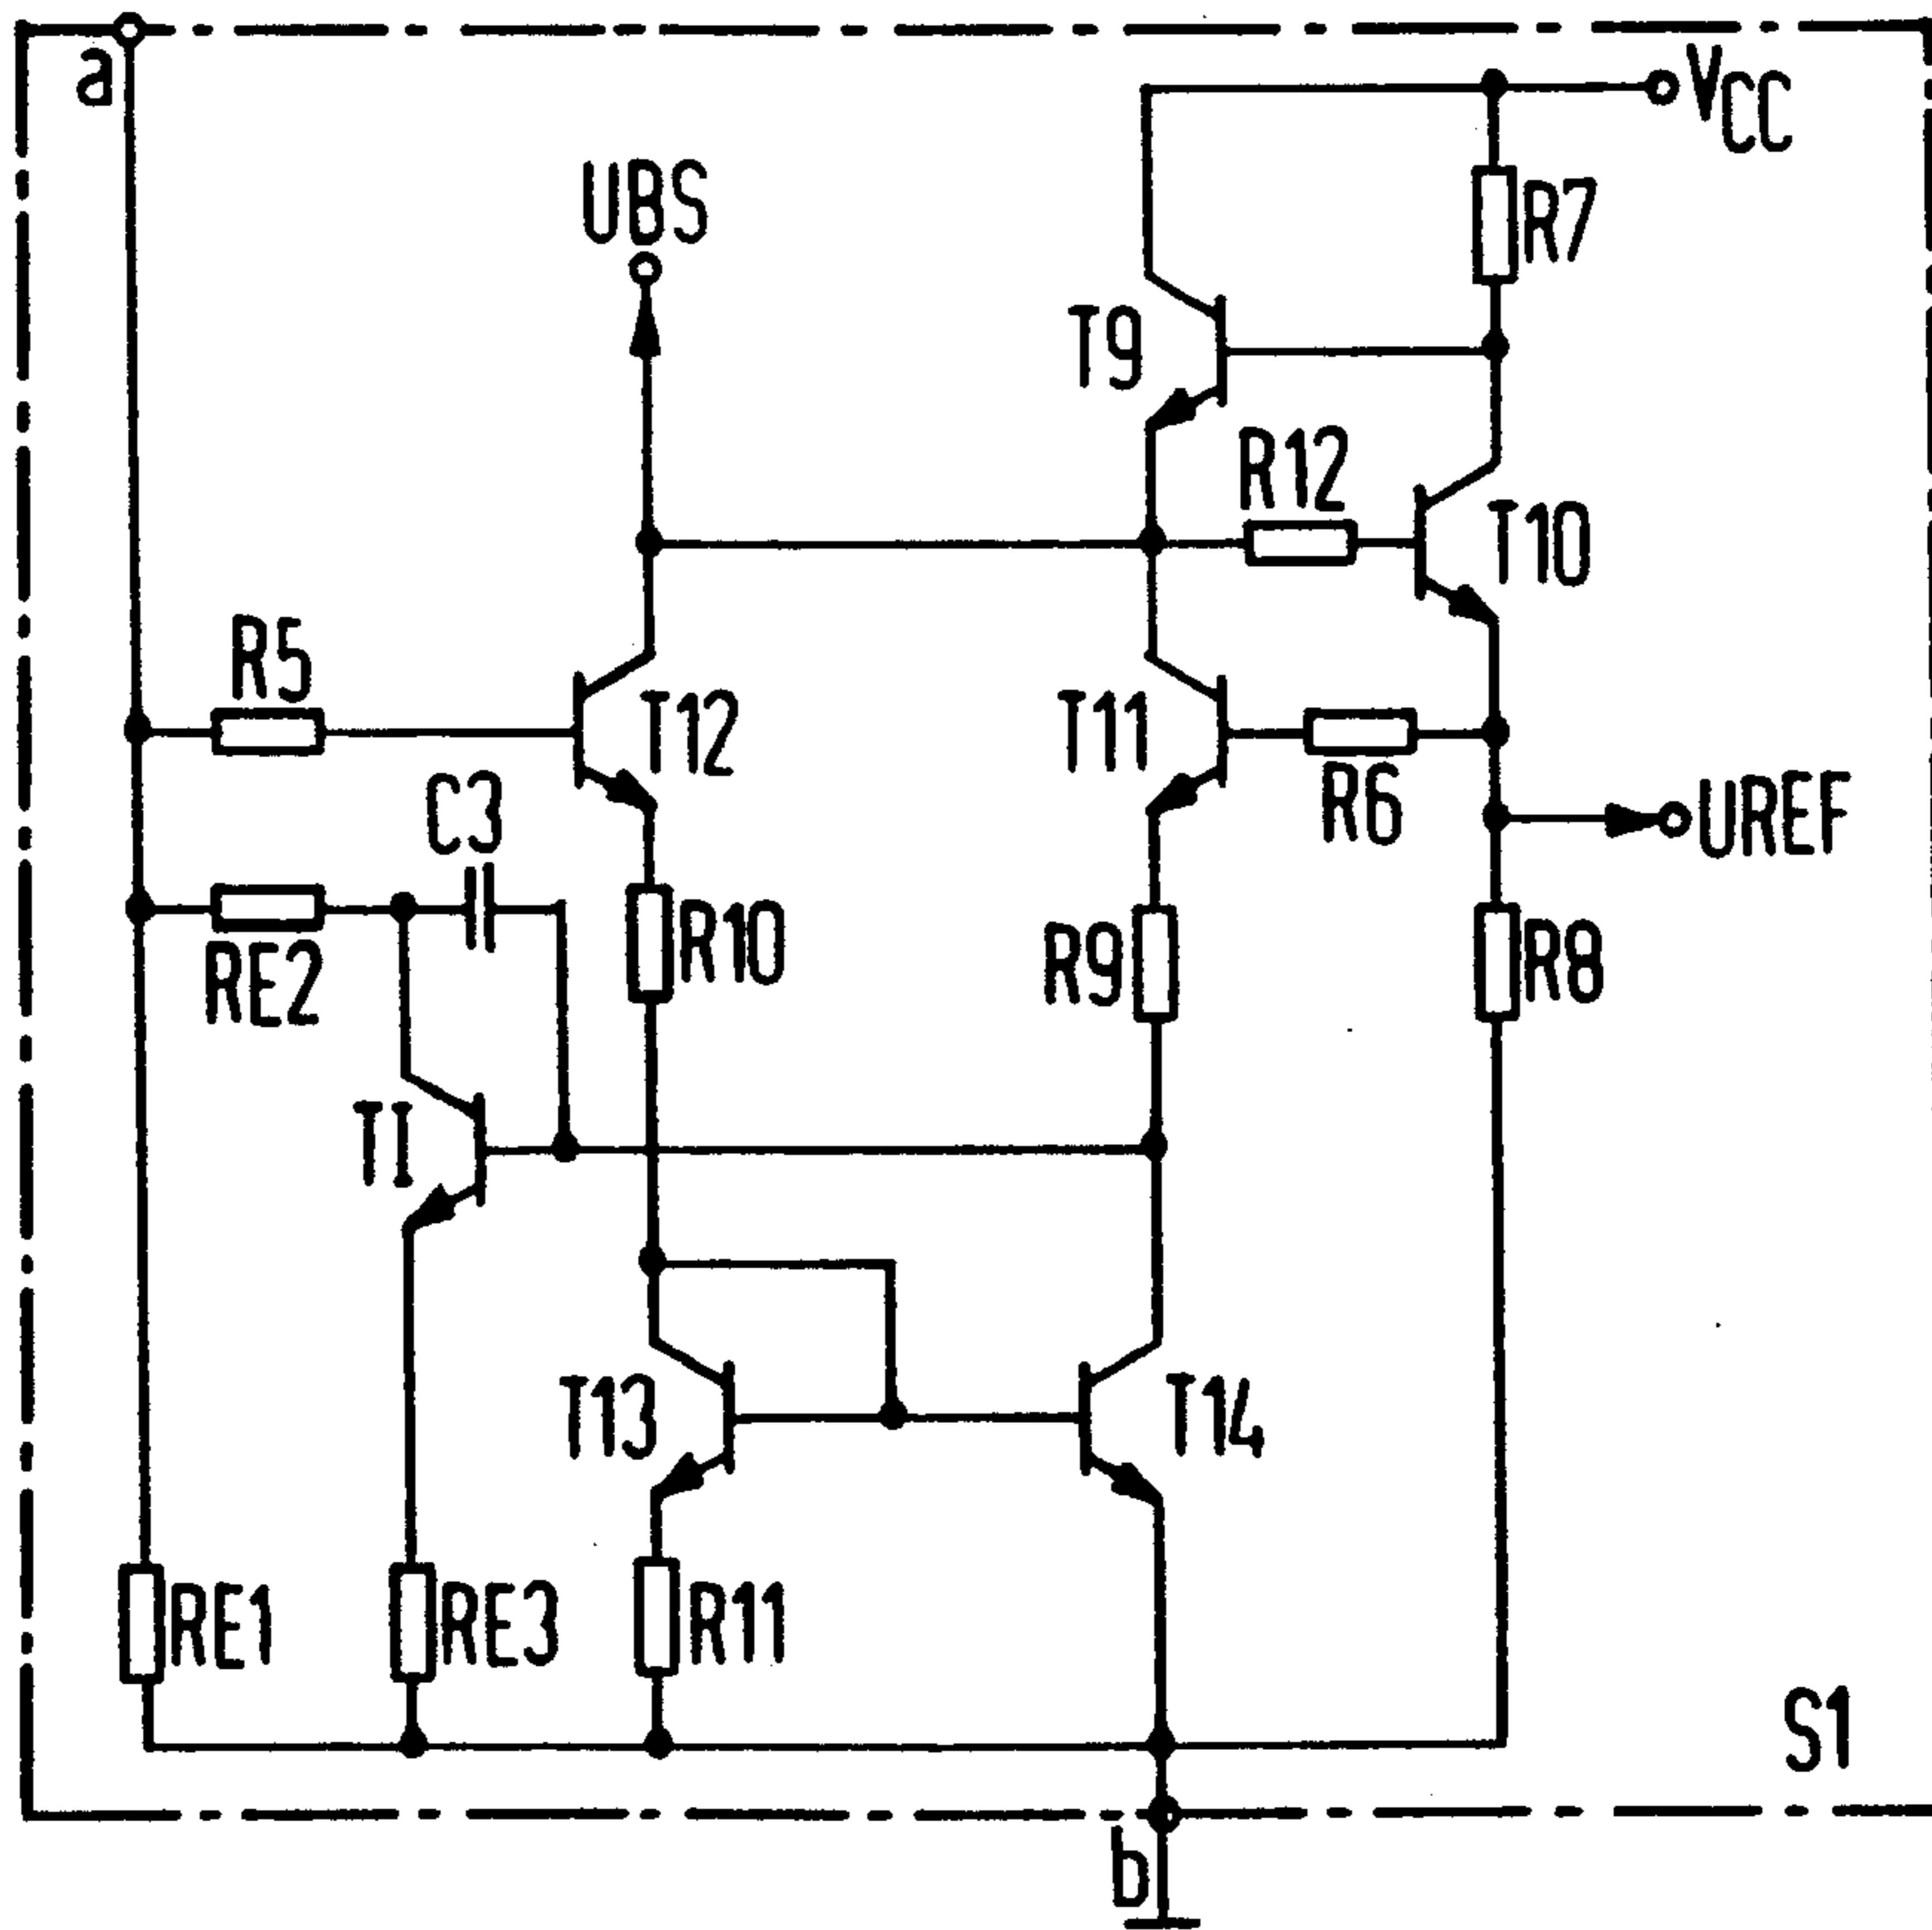 a
VCC
UBS
R7
T9
R12
T10
R5
T12
T11
C3
R6
UREF
RE2
R10
R9
R8
TI
T13
T14
RE1
RE3
R11
S1
b